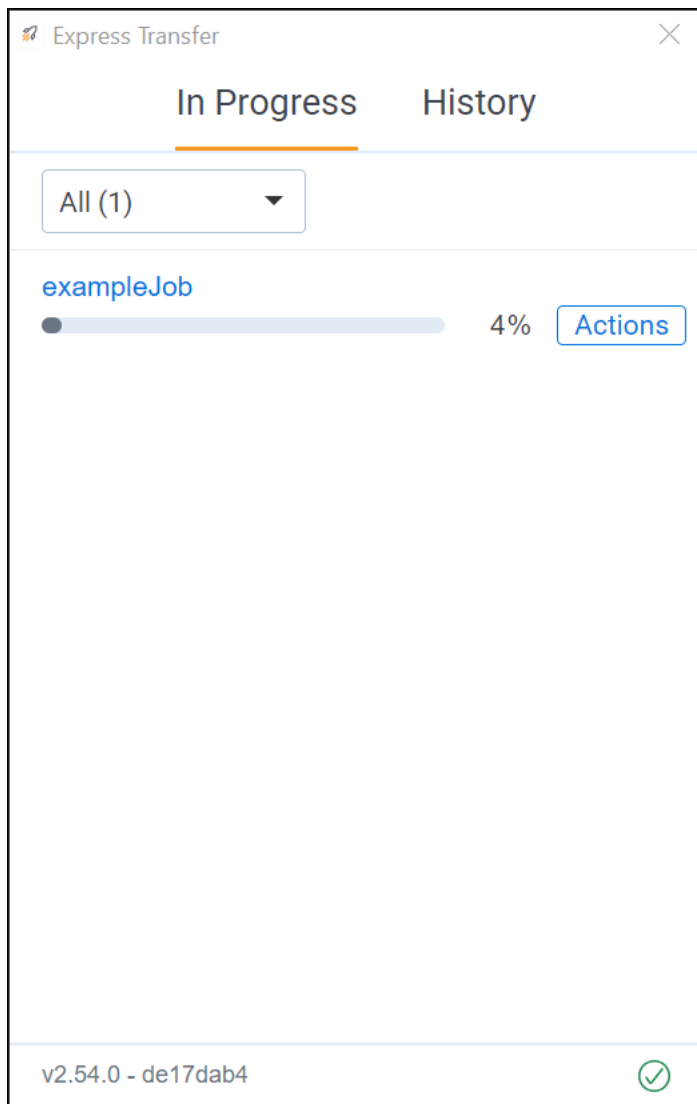 Express Transfer
In Progress History
All (1)
exampleJob
4% Actions
v2.54.0 - de17dab4